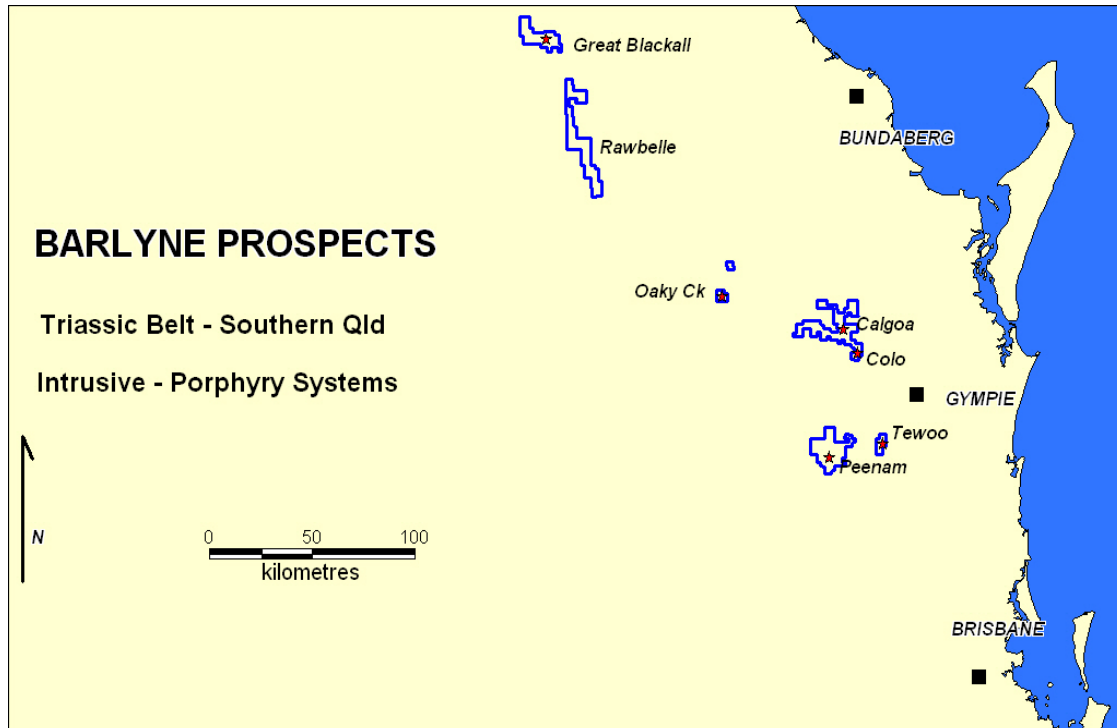 Great Blackall
BUNDABERG
Rawbelle
BARLYNE PROSPECTS
Oaky Ck
Triassic Belt - Southern Qld
Calgoa
Colo
Intrusive - Porphyry Systems
GYMPIE
Tewoo
Peenam
N
0 50 100
kilometres
BRISBANE